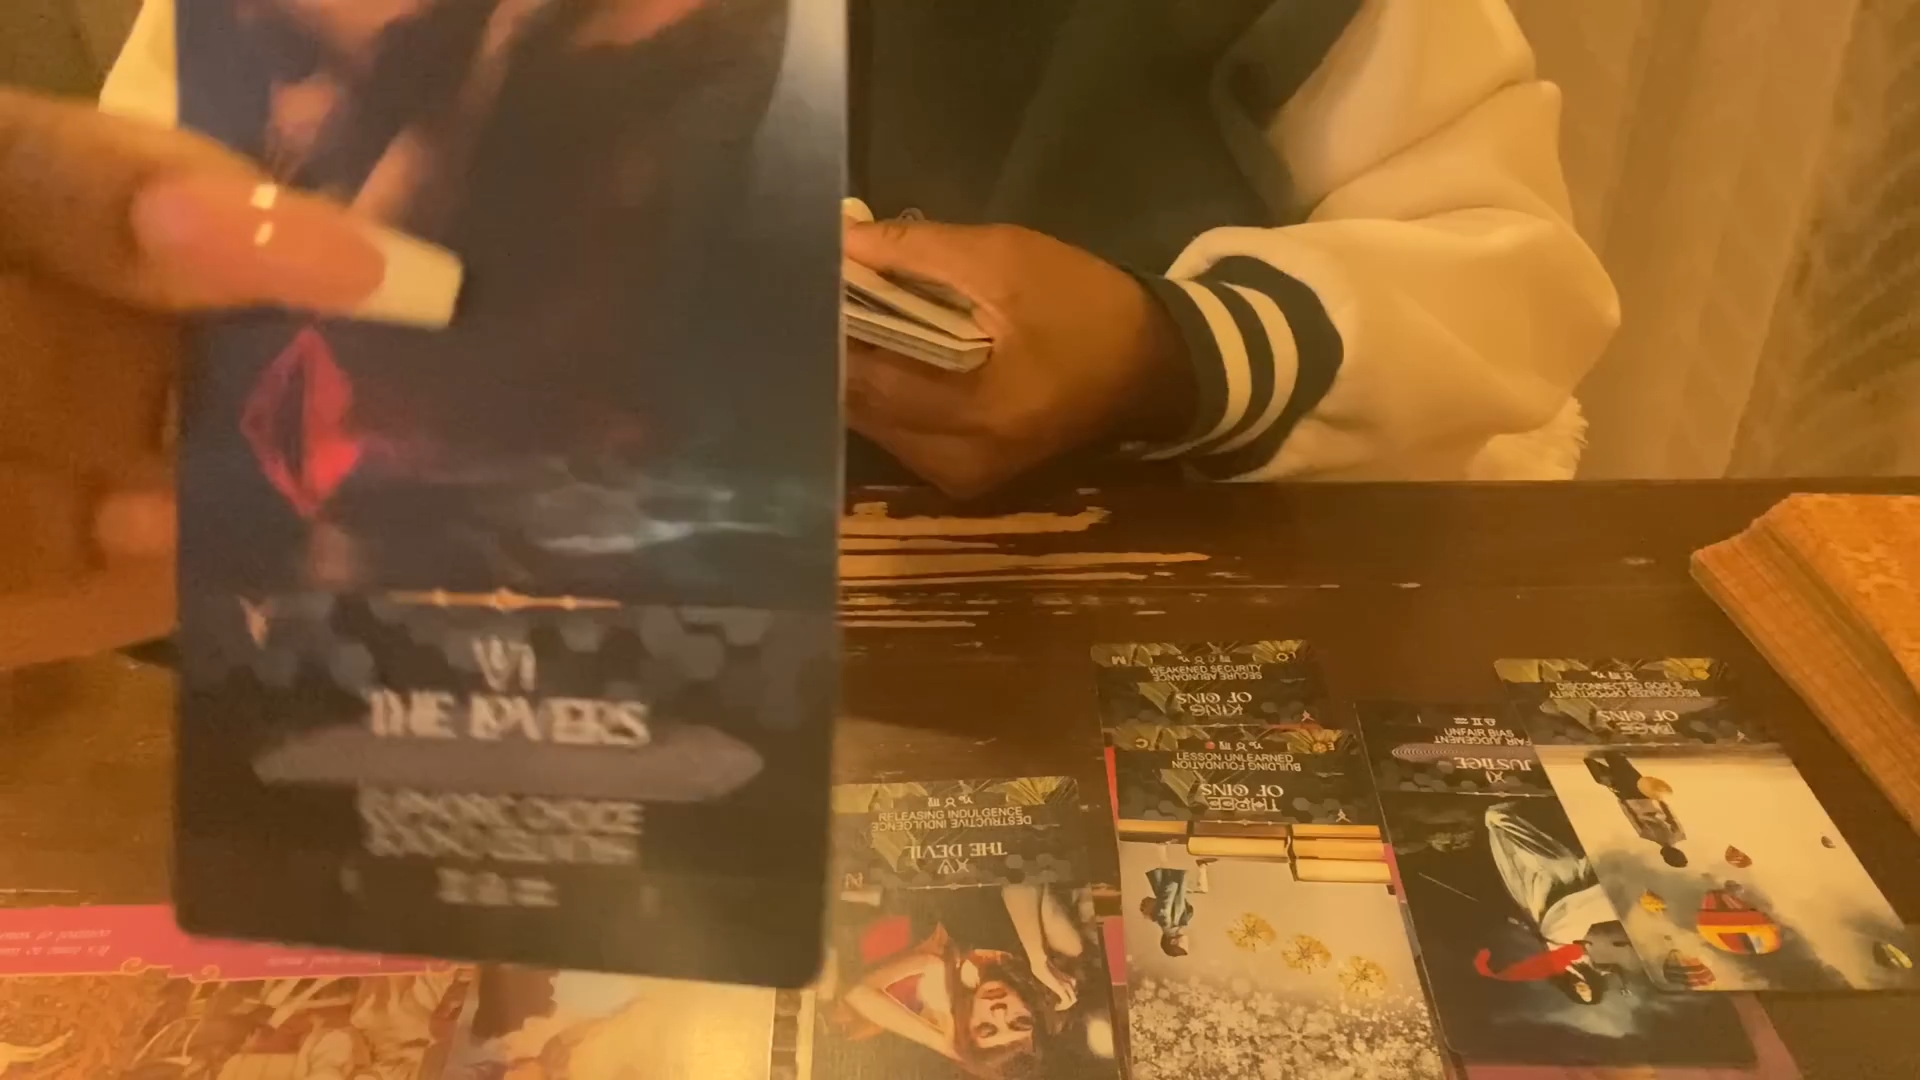 VI
THE LOVERS
WEAKENED SECURITY
SECURE ABUNDANCE
KING
OF COINS
LESSON UNLEARNED
BUILDING FOUNDATION
THREE
OF COINS
RELEASING INDULGENCE
DESTRUCTIVE INDULGENCE
XV
THE DEVIL
UNFAIR BIAS
FAIR JUDGEMENT
XI
JUSTICE
DISCONNECTED GOALS
RECOGNIZED OPPORTUNITY
PAGE
OF COINS